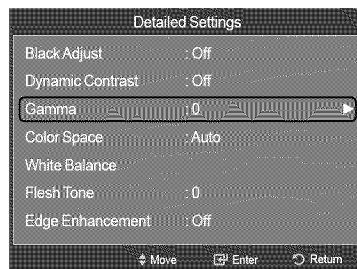 Detailed Settings
Black Adjust : Off
Dynamic Contrast : Off
Gamma : 0
Color Space : Auto
White Balance
Flesh Tone : 0
Edge Enhancement : Off
Move Enter Return